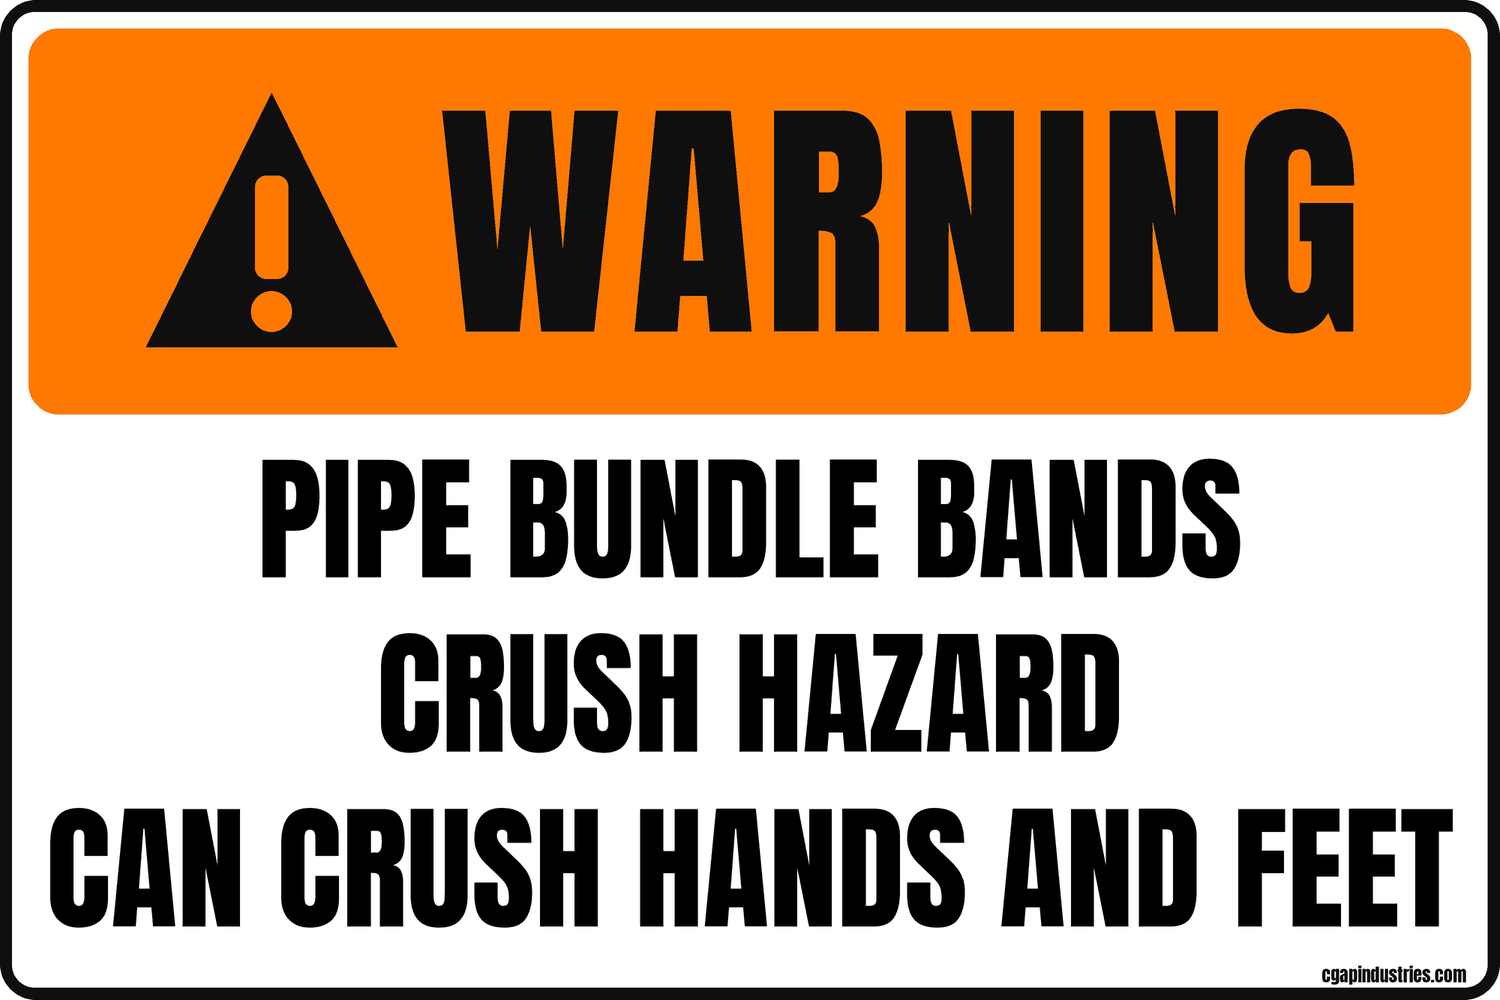 WARNING
PIPE BUNDLE BANDS
CRUSH HAZARD
CAN CRUSH HANDS AND FEET
cgapindustries.com